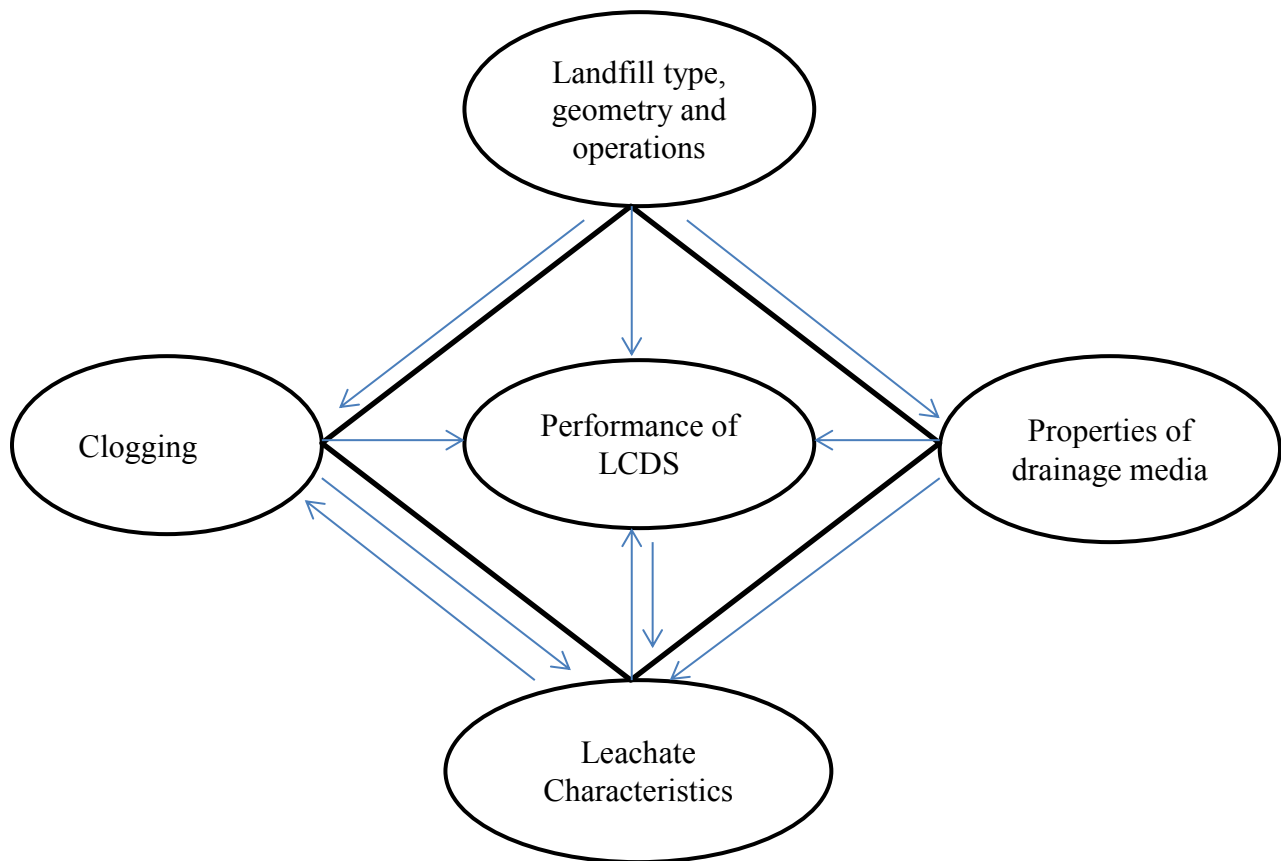 Landfill type,
geometry and
operations
Clogging
Performance of
LCDS
Properties of
drainage media
Leachate
Characteristics